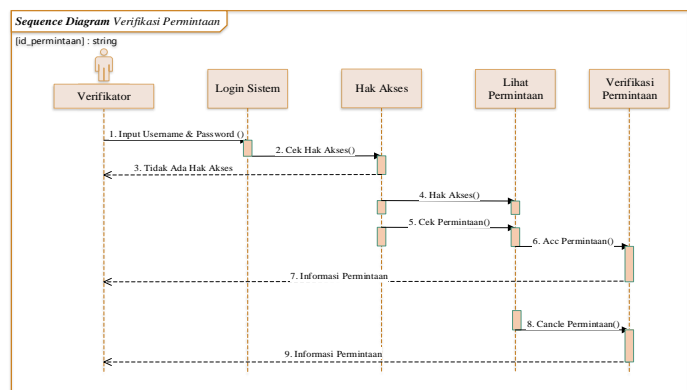 Sequence Diagram Verifikasi Permintaan
[id_permintaan] : string
Verifikator
Login Sistem
Hak Akses
Lihat
Permintaan
Verifikasi
Permintaan
1. Input Username & Password ()
2. Cek Hak Akses()
3. Tidak Ada Hak Akses
4. Hak Akses()
5. Cek Permintaan()
6. Acc Permintaan()
7. Informasi Permintaan
8. Cancle Permintaan()
9. Informasi Permintaan